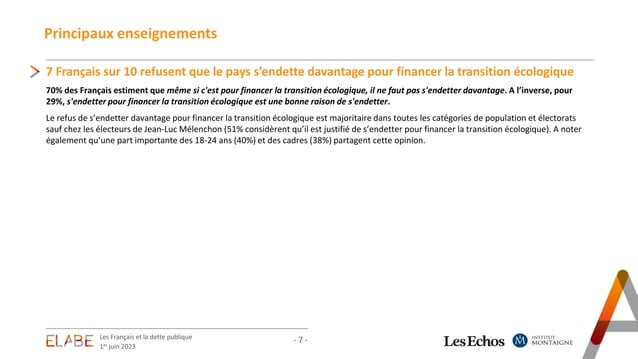 Principaux enseignements
7 Français sur 10 refusent que le pays s’endette davantage pour financer la transition écologique
70% des Français estiment que même si c'est pour financer la transition écologique, il ne faut pas s'endetter davantage. A l’inverse, pour
29%, s'endetter pour financer la transition écologique est une bonne raison de s'endetter.
Le refus de s’endetter davantage pour financer la transition écologique est majoritaire dans toutes les catégories de population et électorats
sauf chez les électeurs de Jean-Luc Mélenchon (51% considèrent qu’il est justifié de s’endetter pour financer la transition écologique). A noter
également qu’une part importante des 18-24 ans (40%) et des cadres (38%) partagent cette opinion.
ELABE
Les Français et la dette publique
1er juin 2023
- 7 -
Les Echos
M
INSTITUT
MONTAIGNE